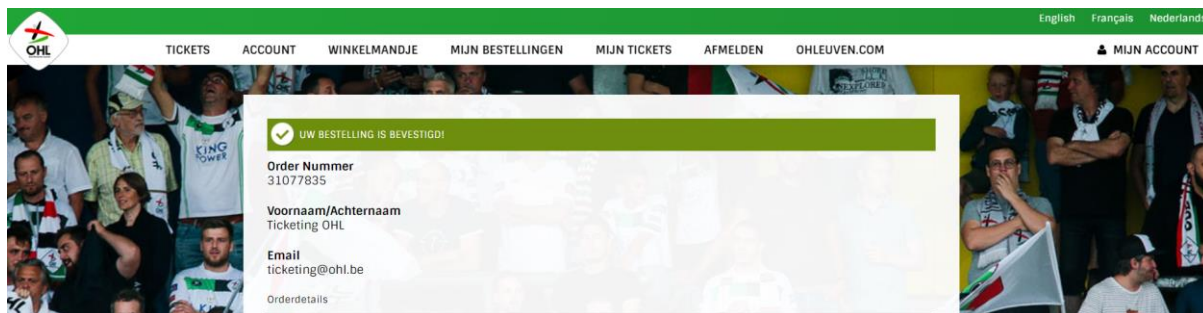 English Français Nederlands
OHL
TICKETS ACCOUNT WINKELMANDJE MIJN BESTELLINGEN MIJN TICKETS AFMELDEN OHLEUVEN.COM MIJN ACCOUNT
KING
POWER
UW BESTELLING IS BEVESTIGD!
Order Nummer
31077835
Voornaam/Achternaam
Ticketing OHL
Email
ticketing@ohl.be
Orderdetails